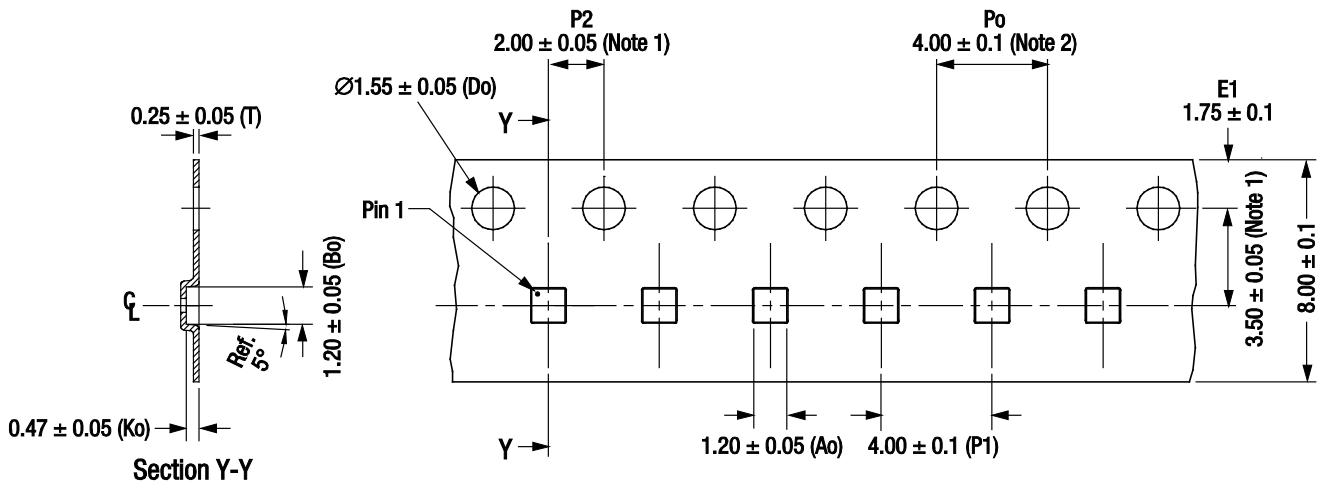 P2
2.00 ± 0.05 (Note 1)
Po
4.00 ± 0.1 (Note 2)
∅1.55 ± 0.05 (Do)
E1
1.75 ± 0.1
0.25 ± 0.05 (T)
Y
Pin 1
3.50 ± 0.05 (Note 1)
8.00 ± 0.1
1.20 ± 0.05 (Bo)
℄
Ref.
5°
0.47 ± 0.05 (Ko)
Y
1.20 ± 0.05 (Ao)
4.00 ± 0.1 (P1)
Section Y-Y